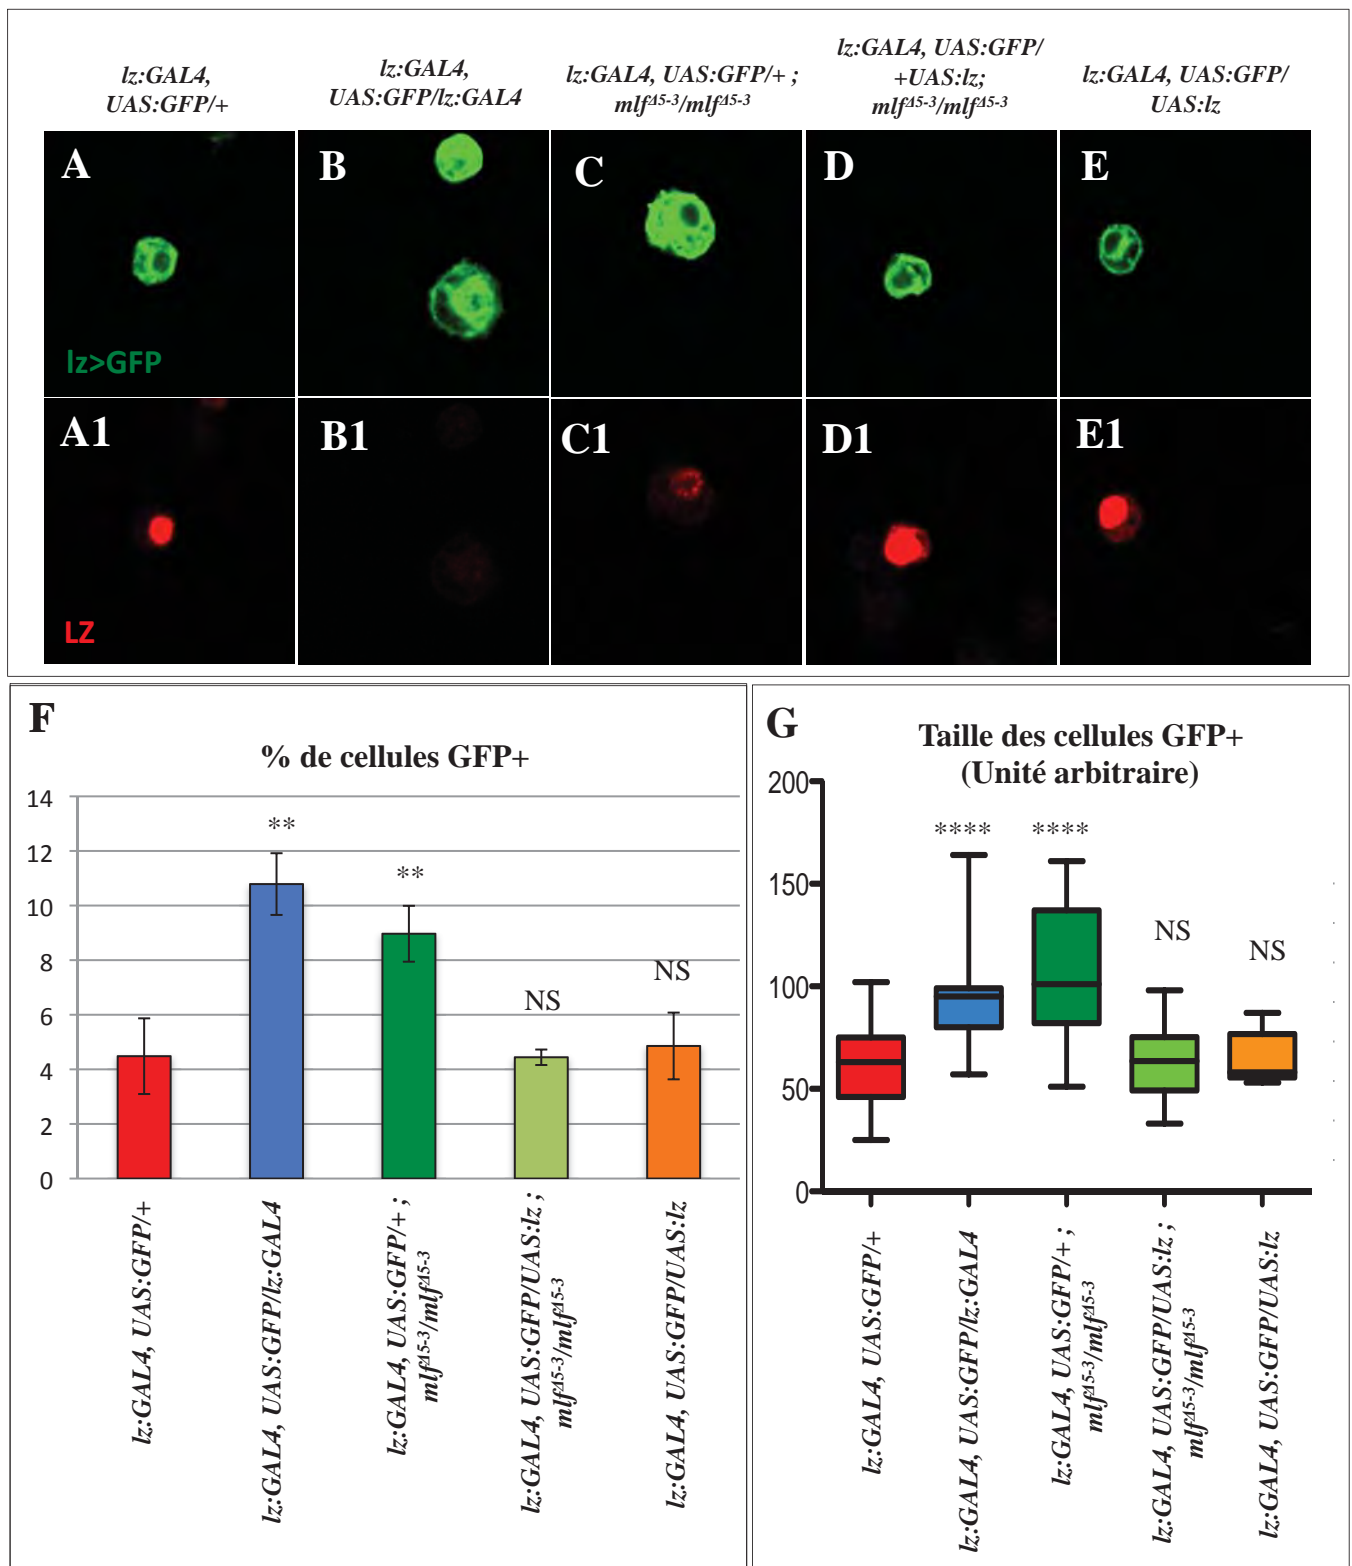 lz:GAL4,
UAS:GFP/+
lz:GAL4,
UAS:GFP/lz:GAL4
lz:GAL4, UAS:GFP/+ ;
mlfΔ5-3/mlfΔ5-3
lz:GAL4, UAS:GFP/
+UAS:lz;
mlfΔ5-3/mlfΔ5-3
lz:GAL4, UAS:GFP/
UAS:lz
A
B
C
D
E
lz>GFP
A1
B1
C1
D1
E1
LZ
F
% de cellules GFP+
14
12
10
8
6
4
2
0
**
**
NS
NS
lz:GAL4, UAS:GFP/+
lz:GAL4, UAS:GFP/lz:GAL4
lz:GAL4, UAS:GFP/+ ;
mlfΔ5-3/mlfΔ5-3
lz:GAL4, UAS:GFP/UAS:lz ;
mlfΔ5-3/mlfΔ5-3
lz:GAL4, UAS:GFP/UAS:lz
G
Taille des cellules GFP+
(Unité arbitraire)
200
150
100
50
0
****
****
NS
NS
lz:GAL4, UAS:GFP/+
lz:GAL4, UAS:GFP/lz:GAL4
lz:GAL4, UAS:GFP/+ ;
mlfΔ5-3/mlfΔ5-3
lz:GAL4, UAS:GFP/UAS:lz ;
mlfΔ5-3/mlfΔ5-3
lz:GAL4, UAS:GFP/UAS:lz